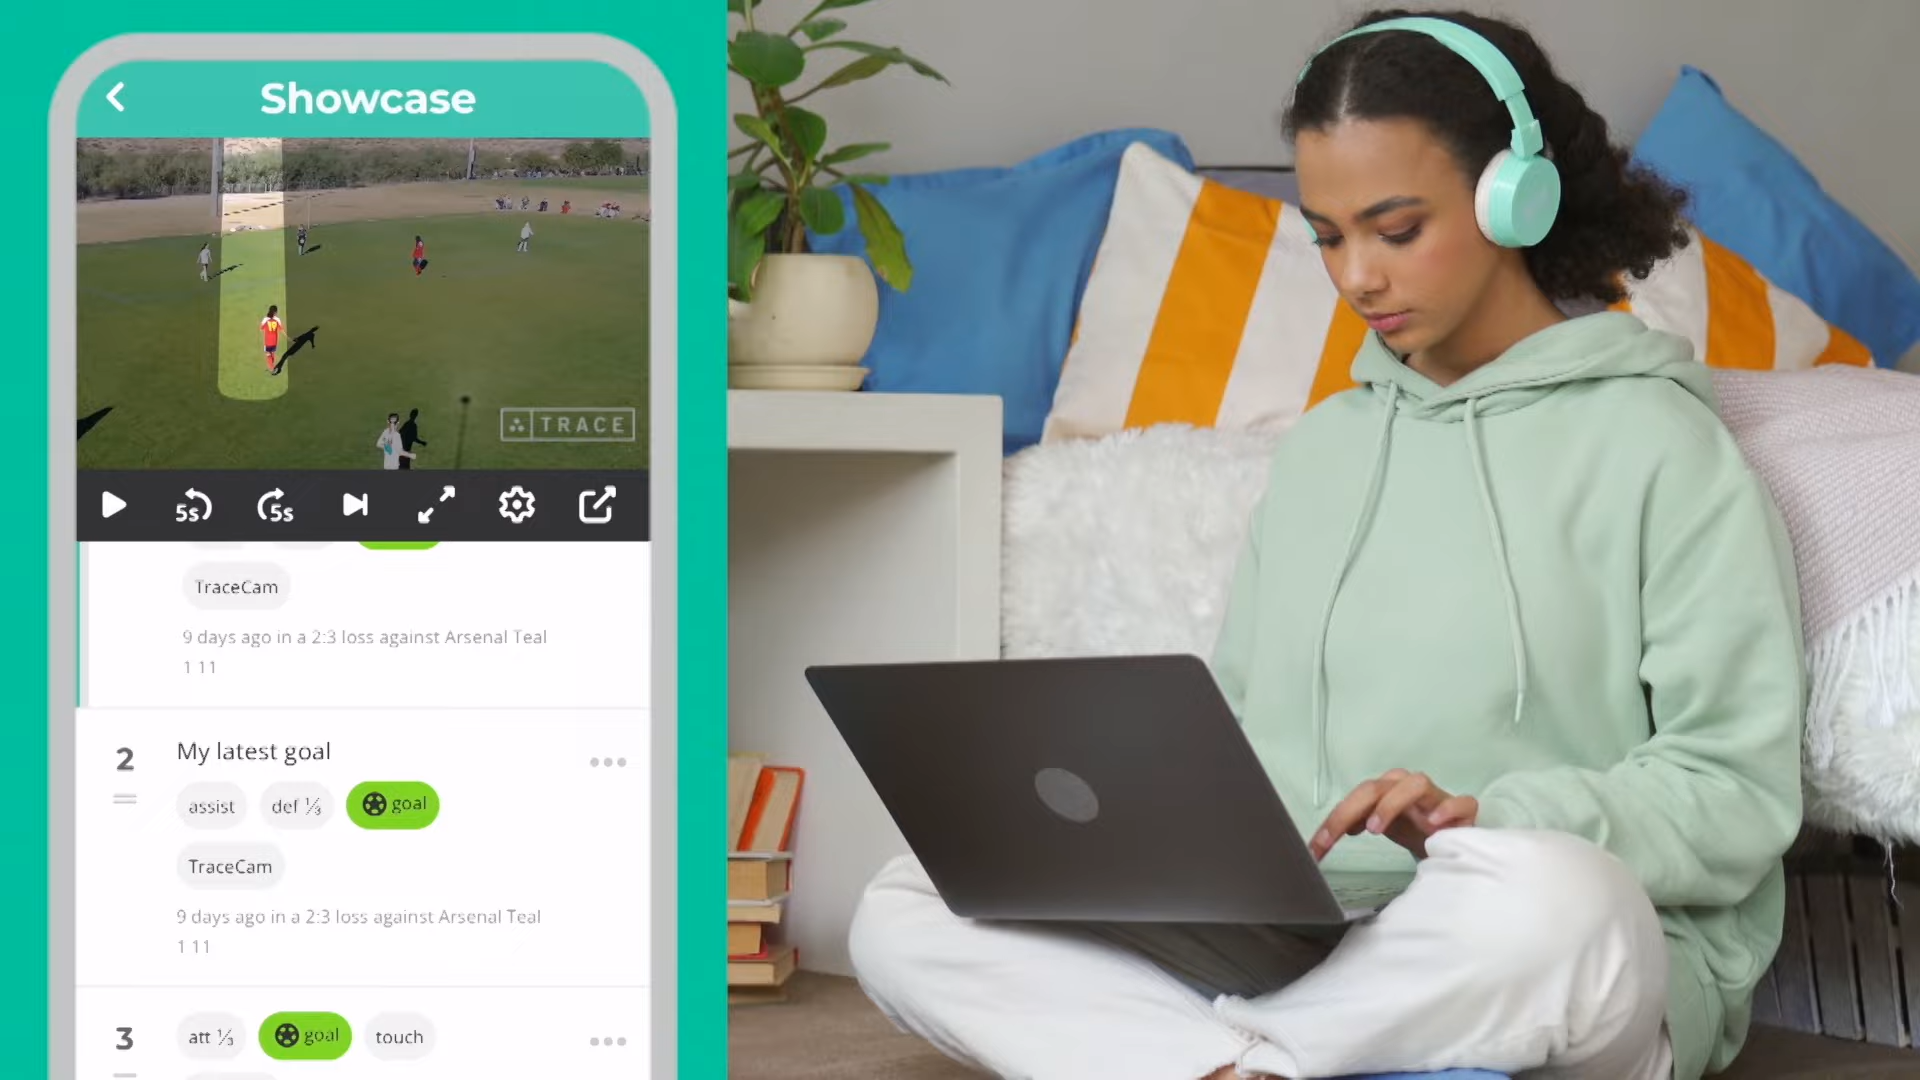 Showcase
19
TRACE
5s 5s
TraceCam
9 days ago in a 2:3 loss against Arsenal Teal
1 11
2 My latest goal
assist def ⅓ goal
TraceCam
9 days ago in a 2:3 loss against Arsenal Teal
1 11
3 att ⅓ goal touch